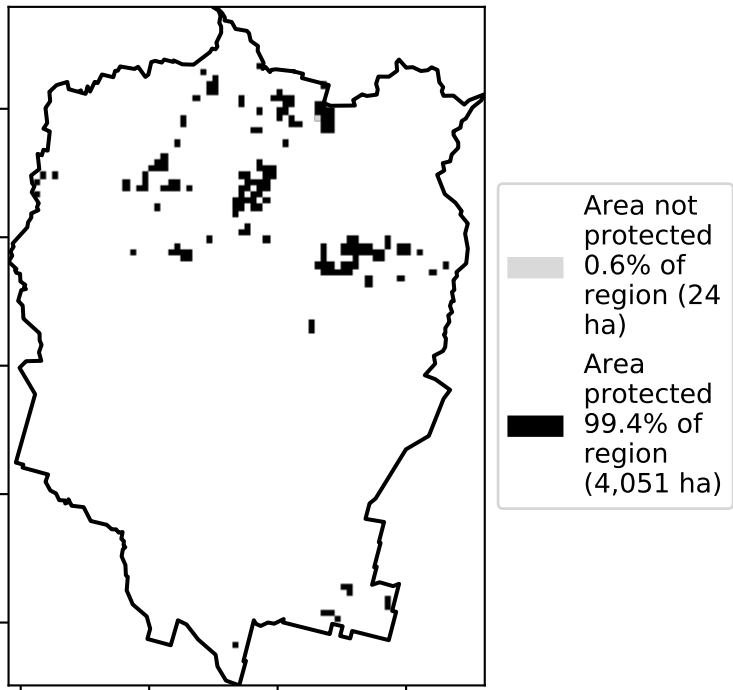 Area not
protected
0.6% of
region (24
ha)
Area
protected
99.4% of
region
(4,051 ha)